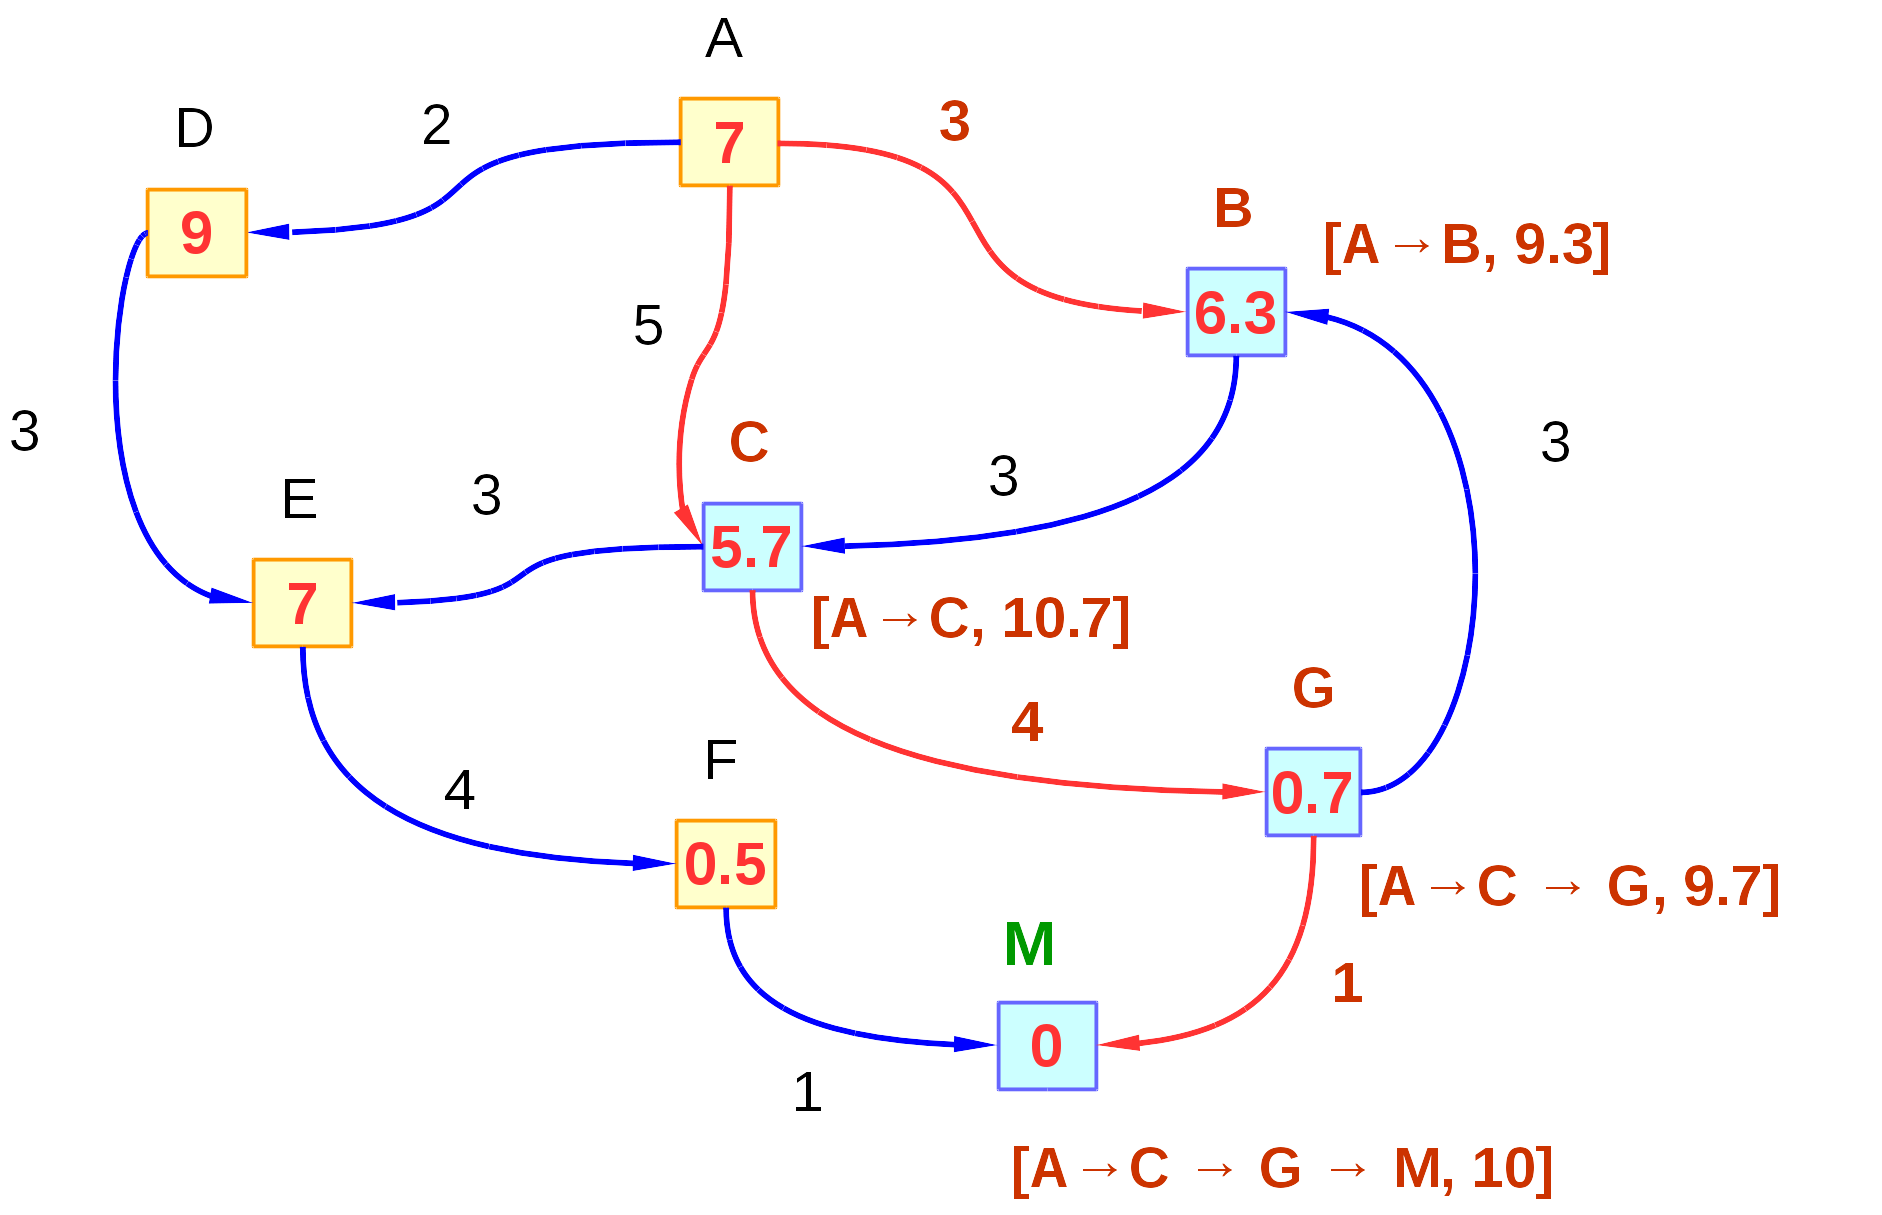 A
D
2
7
3
9
B
[A → B, 9.3]
6.3
5
3
C
3
E
3
3
5.7
7
[A → C, 10.7]
G
4
F
4
0.7
0.5
[A → C → G, 9.7]
M
1
0
1
[A → C → G → M, 10]